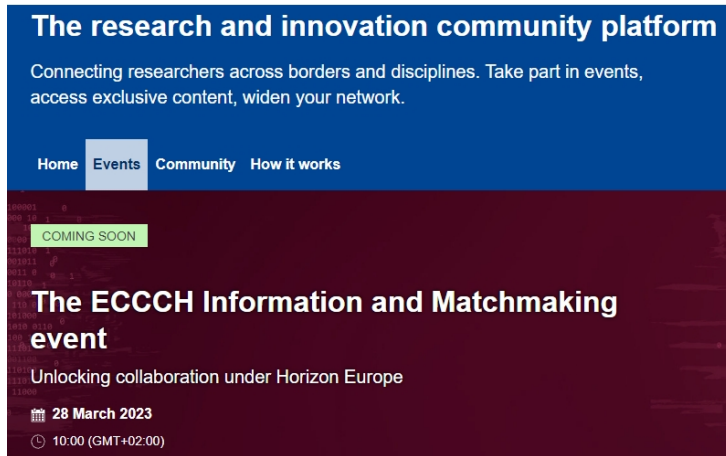 The research and innovation community platform
Connecting researchers across borders and disciplines. Take part in events,
access exclusive content, widen your network.
Home Events Community How it works
COMING SOON
The ECCCH Information and Matchmaking
event
Unlocking collaboration under Horizon Europe
28 March 2023
10:00 (GMT+02:00)